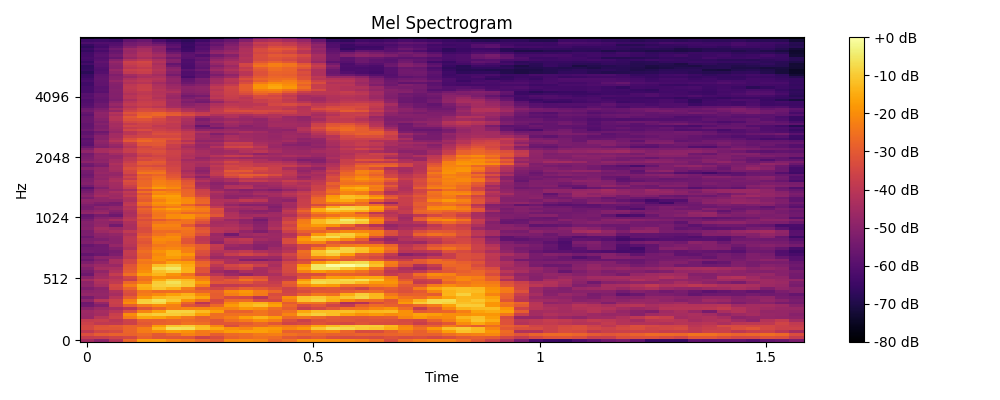 Mel Spectrogram
+0 dB
-10 dB
-20 dB
-30 dB
-40 dB
-50 dB
-60 dB
-70 dB
-80 dB
Hz
4096
2048
1024
512
0
0 0.5 1 1.5
Time